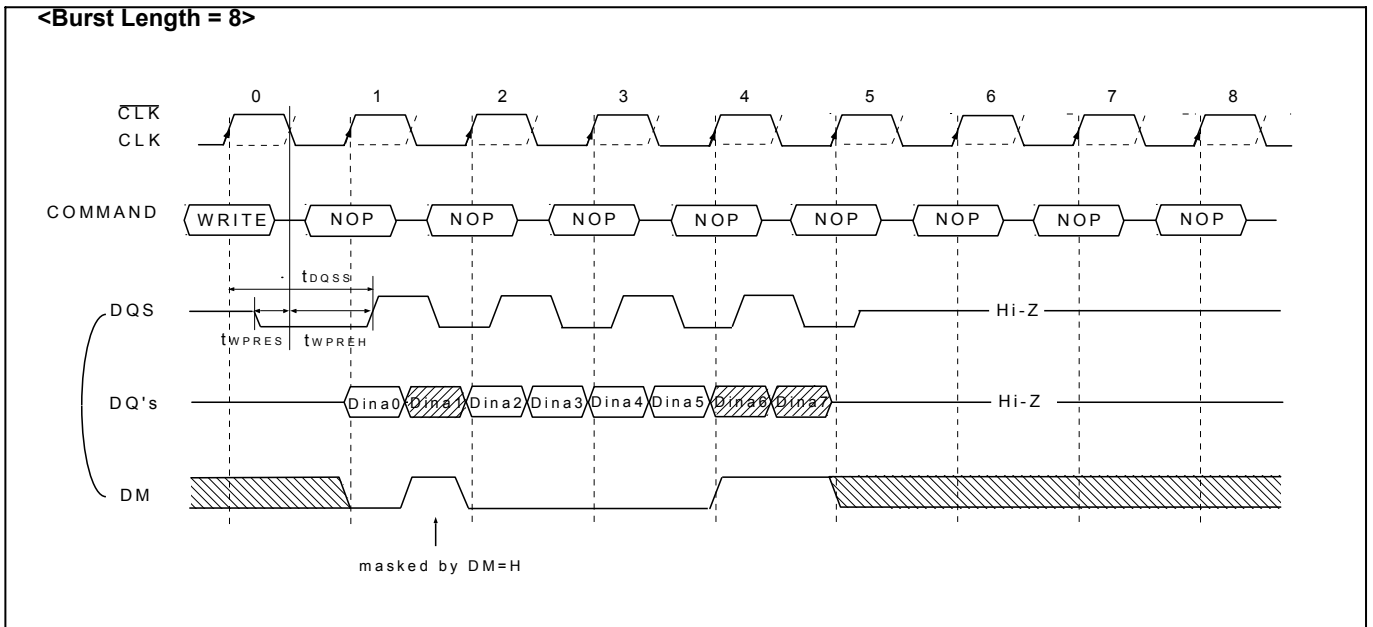 <Burst Length = 8>
0 1 2 3 4 5 6 7 8
CLK
CLK
COMMAND WRITE NOP NOP NOP NOP NOP NOP NOP NOP
tDQSS
DQS Hi-Z
tWPRES tWPREH
DQ's Dina0 Dina1 Dina2 Dina3 Dina4 Dina5 Dina6 Dina7 Hi-Z
DM
masked by DM=H